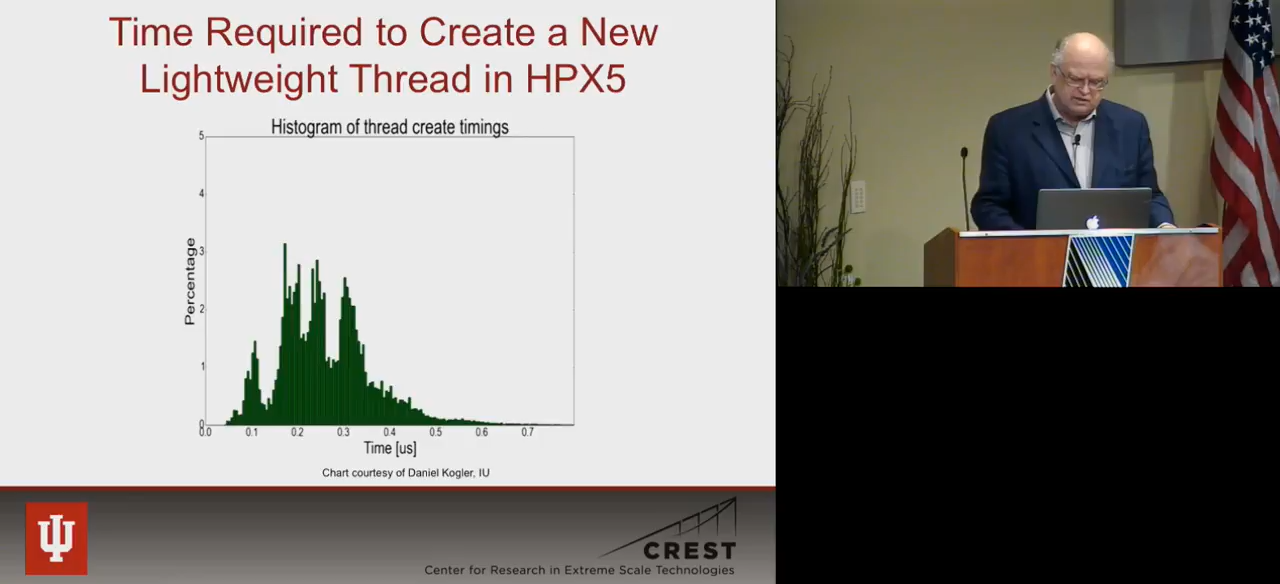 Time Required to Create a New
Lightweight Thread in HPX5
Histogram of thread create timings
5
4
3
2
1
0
Percentage
0.0 0.1 0.2 0.3 0.4 0.5 0.6 0.7
Time [us]
Chart courtesy of Daniel Kogler, IU
CREST
Center for Research in Extreme Scale Technologies